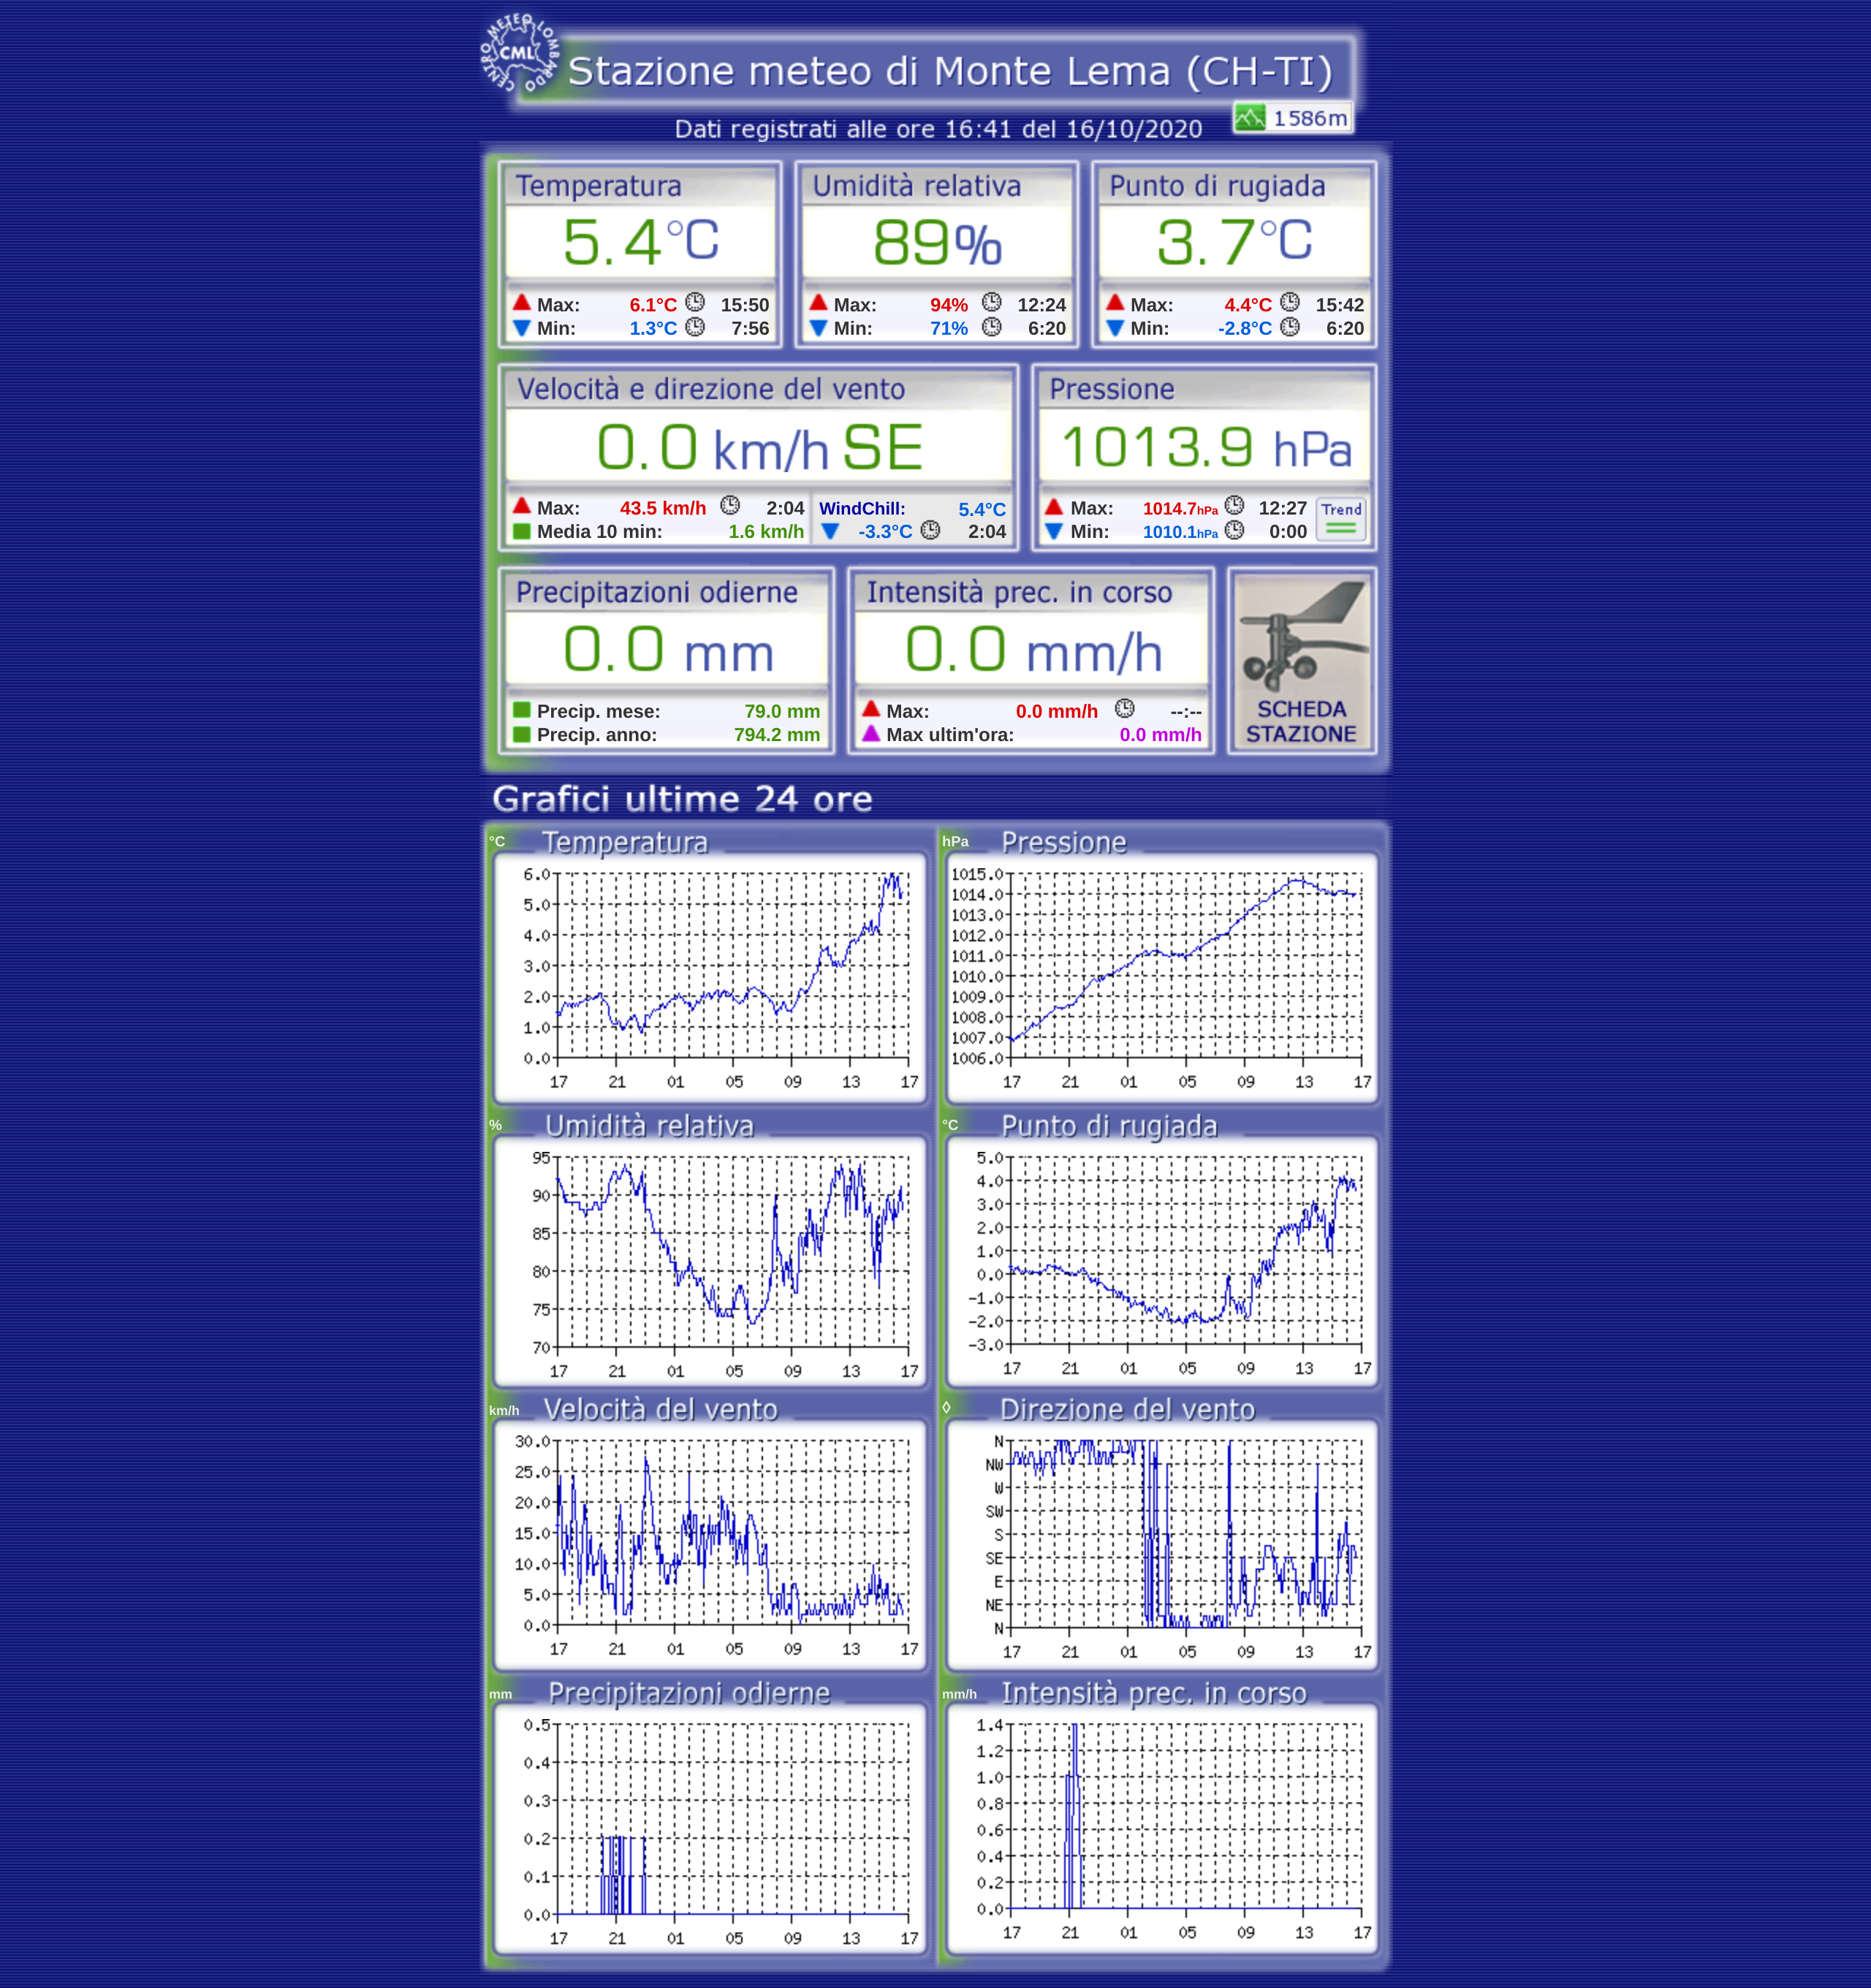 CENTRO METEO LOMBARDO
CML
Stazione meteo di Monte Lema (CH-TI)
1586m
Dati registrati alle ore 16:41 del 16/10/2020
Temperatura
5.4°C
Max: 6.1°C 15:50
Min: 1.3°C 7:56
Umidità relativa
89%
Max: 94% 12:24
Min: 71% 6:20
Punto di rugiada
3.7°C
Max: 4.4°C 15:42
Min: -2.8°C 6:20
Velocità e direzione del vento
0.0 km/h SE
Max: 43.5 km/h 2:04
Media 10 min: 1.6 km/h
WindChill: 5.4°C
-3.3°C 2:04
Pressione
1013.9 hPa
Max: 1014.7hPa 12:27
Min: 1010.1hPa 0:00
Trend
Precipitazioni odierne
0.0 mm
Precip. mese: 79.0 mm
Precip. anno: 794.2 mm
Intensità prec. in corso
0.0 mm/h
Max: 0.0 mm/h --:--
Max ultim'ora: 0.0 mm/h
SCHEDA
STAZIONE
Grafici ultime 24 ore
°C Temperatura
6.0
5.0
4.0
3.0
2.0
1.0
0.0
17 21 01 05 09 13 17
hPa Pressione
1015.0
1014.0
1013.0
1012.0
1011.0
1010.0
1009.0
1008.0
1007.0
1006.0
17 21 01 05 09 13 17
% Umidità relativa
95
90
85
80
75
70
17 21 01 05 09 13 17
°C Punto di rugiada
5.0
4.0
3.0
2.0
1.0
0.0
-1.0
-2.0
-3.0
17 21 01 05 09 13 17
km/h Velocità del vento
30.0
25.0
20.0
15.0
10.0
5.0
0.0
17 21 01 05 09 13 17
◊ Direzione del vento
N
NW
W
SW
S
SE
E
NE
N
17 21 01 05 09 13 17
mm Precipitazioni odierne
0.5
0.4
0.3
0.2
0.1
0.0
17 21 01 05 09 13 17
mm/h Intensità prec. in corso
1.4
1.2
1.0
0.8
0.6
0.4
0.2
0.0
17 21 01 05 09 13 17